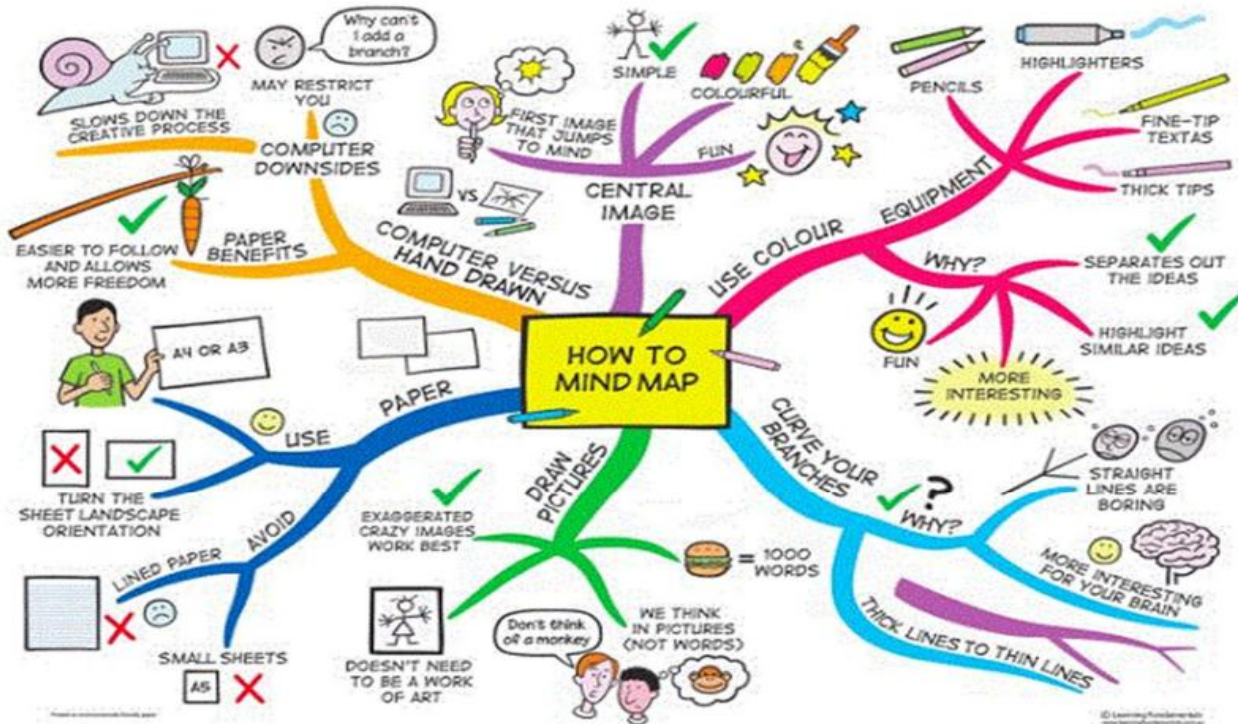 HOW TO
MIND MAP
CENTRAL
IMAGE
FIRST IMAGE
THAT JUMPS
TO MIND
SIMPLE
COLOURFUL
FUN
USE COLOUR
EQUIPMENT
PENCILS
HIGHLIGHTERS
FINE-TIP
TEXTAS
THICK TIPS
WHY?
SEPARATES OUT
THE IDEAS
HIGHLIGHT
SIMILAR IDEAS
MORE
INTERESTING
FUN
CURVE YOUR
BRANCHES
?
WHY?
STRAIGHT
LINES ARE
BORING
MORE INTERESTING
FOR YOUR BRAIN
THICK LINES TO THIN LINES
DRAW
PICTURES
= 1000
WORDS
WE THINK
IN PICTURES
(NOT WORDS)
Don't think
of a monkey
DOESN'T NEED
TO BE A WORK
OF ART
EXAGGERATED
CRAZY IMAGES
WORK BEST
PAPER
USE
A4 OR A3
TURN THE
SHEET LANDSCAPE
ORIENTATION
AVOID
LINED PAPER
SMALL SHEETS
A5
COMPUTER VERSUS
HAND DRAWN
VS.
PAPER
BENEFITS
EASIER TO FOLLOW
AND ALLOWS
MORE FREEDOM
COMPUTER
DOWNSIDES
SLOWS DOWN THE
CREATIVE PROCESS
MAY RESTRICT
YOU
Why can't
I add a
branch?
© Learning Fundamentals